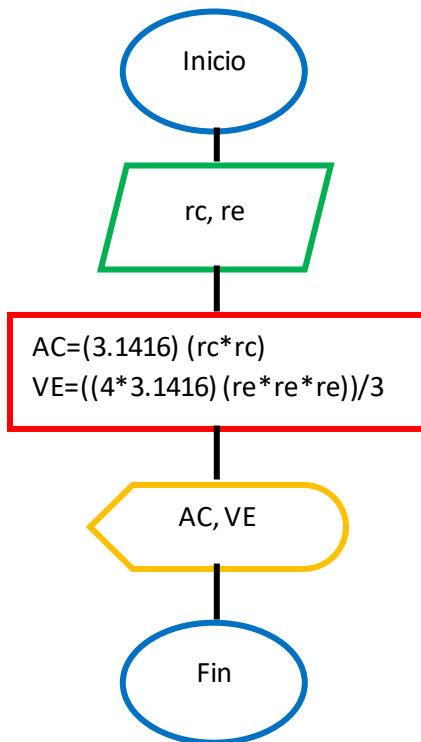 Inicio
rc, re
AC=(3.1416) (rc*rc)
VE=((4*3.1416) (re*re*re))/3
AC, VE
Fin